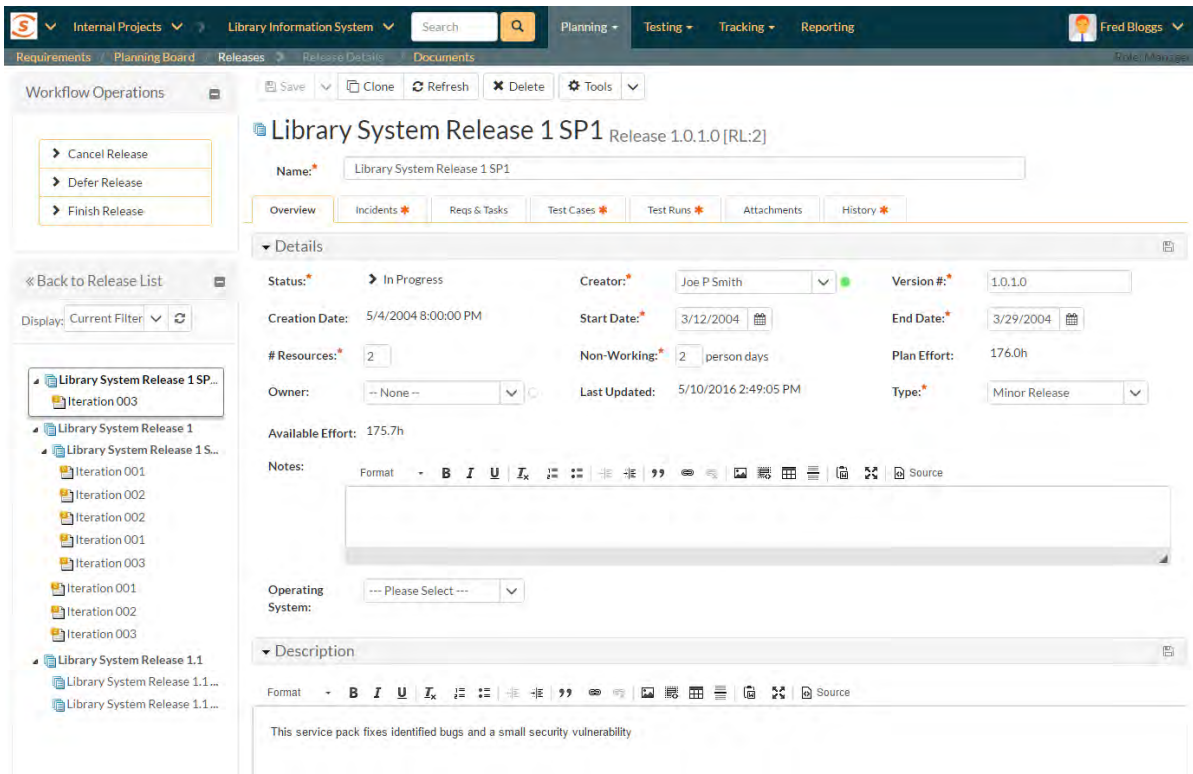 S Internal Projects Library Information System Search Planning Testing Tracking Reporting Fred Bloggs
Requirements / Planning Board Releases Release Details / Documents Role: Manager
Workflow Operations
Cancel Release
Defer Release
Finish Release
« Back to Release List
Display: Current Filter
Library System Release 1 SP...
Iteration 003
Library System Release 1
Library System Release 1 S...
Iteration 001
Iteration 002
Iteration 002
Iteration 001
Iteration 003
Iteration 001
Iteration 002
Iteration 003
Library System Release 1.1
Library System Release 1.1 ...
Library System Release 1.1 ...
Save Clone Refresh Delete Tools
Library System Release 1 SP1 Release 1.0.1.0 [RL:2]
Name:* Library System Release 1 SP1
Overview Incidents * Reqs & Tasks Test Cases * Test Runs * Attachments History *
Details
Status:* In Progress Creator:* Joe P Smith Version #:* 1.0.1.0
Creation Date: 5/4/2004 8:00:00 PM Start Date:* 3/12/2004 End Date:* 3/29/2004
# Resources:* 2 Non-Working:* 2 person days Plan Effort: 176.0h
Owner: -- None -- Last Updated: 5/10/2016 2:49:05 PM Type:* Minor Release
Available Effort: 175.7h
Notes: Format B I U Ix Source
Operating System: --- Please Select ---
Description
Format B I U Ix Source
This service pack fixes identified bugs and a small security vulnerability